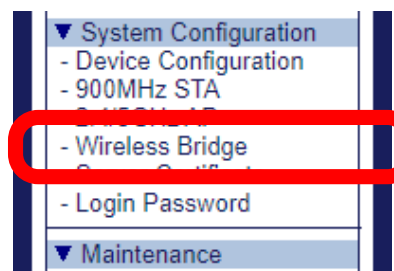 ▼ System Configuration
- Device Configuration
- 900MHz STA
- Wireless Bridge
- Login Password
▼ Maintenance